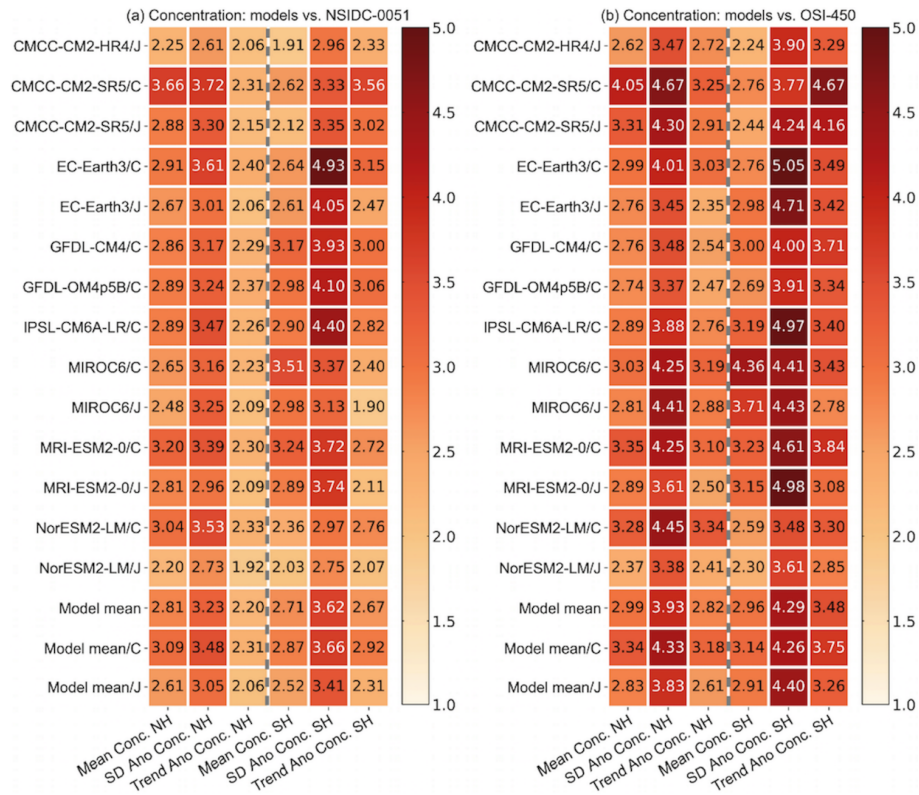 (a) Concentration: models vs. NSIDC-0051
CMCC-CM2-HR4/J 2.25 2.61 2.06 1.91 2.96 2.33
CMCC-CM2-SR5/C 3.66 3.72 2.31 2.62 3.33 3.56
CMCC-CM2-SR5/J 2.88 3.30 2.15 2.12 3.35 3.02
EC-Earth3/C 2.91 3.61 2.40 2.64 4.93 3.15
EC-Earth3/J 2.67 3.01 2.06 2.61 4.05 2.47
GFDL-CM4/C 2.86 3.17 2.29 3.17 3.93 3.00
GFDL-OM4p5B/C 2.89 3.24 2.37 2.98 4.10 3.06
IPSL-CM6A-LR/C 2.89 3.47 2.26 2.90 4.40 2.82
MIROC6/C 2.65 3.16 2.23 3.51 3.37 2.40
MIROC6/J 2.48 3.25 2.09 2.98 3.13 1.90
MRI-ESM2-0/C 3.20 3.39 2.30 3.24 3.72 2.72
MRI-ESM2-0/J 2.81 2.96 2.09 2.89 3.74 2.11
NorESM2-LM/C 3.04 3.53 2.33 2.36 2.97 2.76
NorESM2-LM/J 2.20 2.73 1.92 2.03 2.75 2.07
Model mean 2.81 3.23 2.20 2.71 3.62 2.67
Model mean/C 3.09 3.48 2.31 2.87 3.66 2.92
Model mean/J 2.61 3.05 2.06 2.52 3.41 2.31
Mean Conc. NH
SD Ano Conc. NH
Trend Ano Conc. NH
Mean Conc. SH
SD Ano Conc. SH
Trend Ano Conc. SH
5.0
4.5
4.0
3.5
3.0
2.5
2.0
1.5
1.0
(b) Concentration: models vs. OSI-450
CMCC-CM2-HR4/J 2.62 3.47 2.72 2.24 3.90 3.29
CMCC-CM2-SR5/C 4.05 4.67 3.25 2.76 3.77 4.67
CMCC-CM2-SR5/J 3.31 4.30 2.91 2.44 4.24 4.16
EC-Earth3/C 2.99 4.01 3.03 2.76 5.05 3.49
EC-Earth3/J 2.76 3.45 2.35 2.98 4.71 3.42
GFDL-CM4/C 2.76 3.48 2.54 3.00 4.00 3.71
GFDL-OM4p5B/C 2.74 3.37 2.47 2.69 3.91 3.34
IPSL-CM6A-LR/C 2.89 3.88 2.76 3.19 4.97 3.40
MIROC6/C 3.03 4.25 3.19 4.36 4.41 3.43
MIROC6/J 2.81 4.41 2.88 3.71 4.43 2.78
MRI-ESM2-0/C 3.35 4.25 3.10 3.23 4.61 3.84
MRI-ESM2-0/J 2.89 3.61 2.50 3.15 4.98 3.08
NorESM2-LM/C 3.28 4.45 3.34 2.59 3.48 3.30
NorESM2-LM/J 2.37 3.38 2.41 2.30 3.61 2.85
Model mean 2.99 3.93 2.82 2.96 4.29 3.48
Model mean/C 3.34 4.33 3.18 3.14 4.26 3.75
Model mean/J 2.83 3.83 2.61 2.91 4.40 3.26
Mean Conc. NH
SD Ano Conc. NH
Trend Ano Conc. NH
Mean Conc. SH
SD Ano Conc. SH
Trend Ano Conc. SH
5.0
4.5
4.0
3.5
3.0
2.5
2.0
1.5
1.0